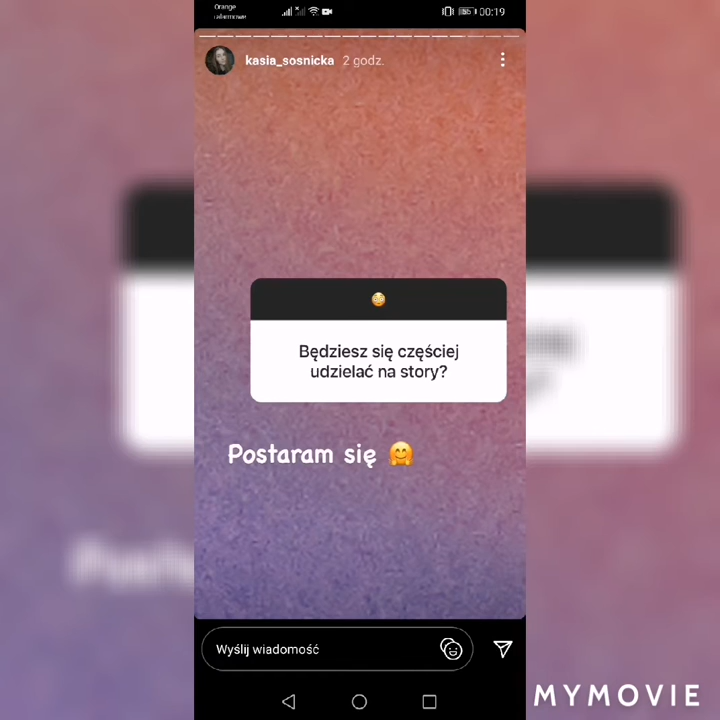 Orange
00:19
kasia_sosnicka 2 godz.
Będziesz się częściej
udzielać na story?
Postaram się 🤗
Wyślij wiadomość
MYMOVIE